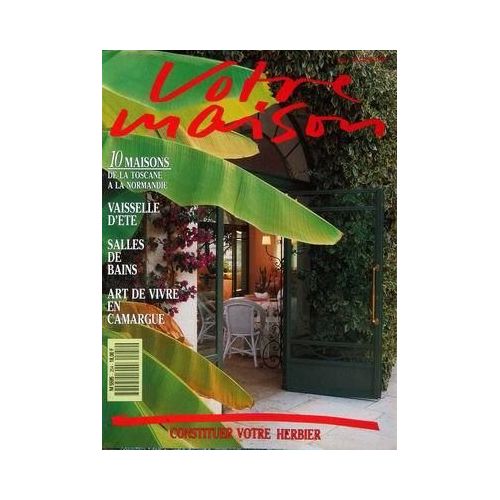 Votre
maison
10 MAISONS
DE LA TOSCANE
A LA NORMANDIE
VAISSELLE
D'ETE
SALLES
DE
BAINS
ART DE VIVRE
EN
CAMARGUE
CONSTITUER VOTRE HERBIER